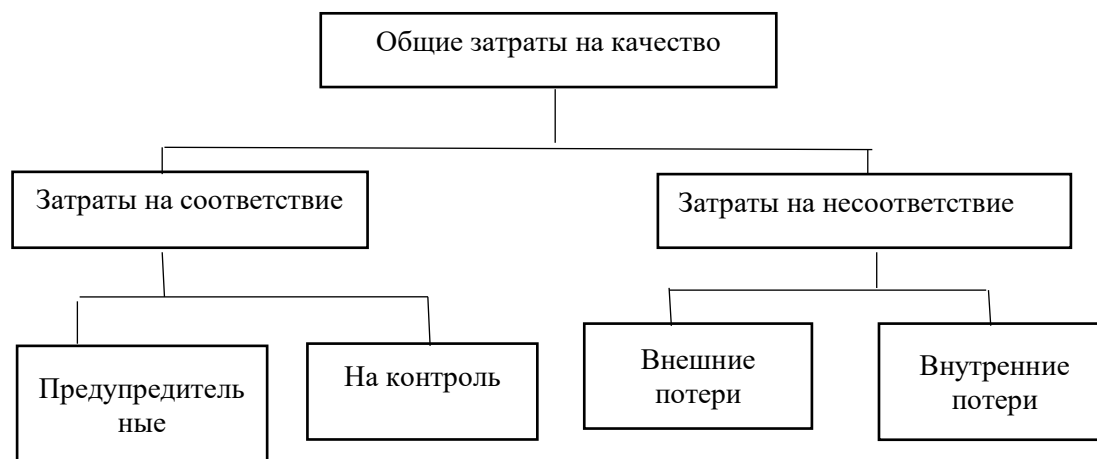 Общие затраты на качество
Затраты на соответствие
Затраты на несоответствие
Предупредитель
ные
На контроль
Внешние
потери
Внутренние
потери